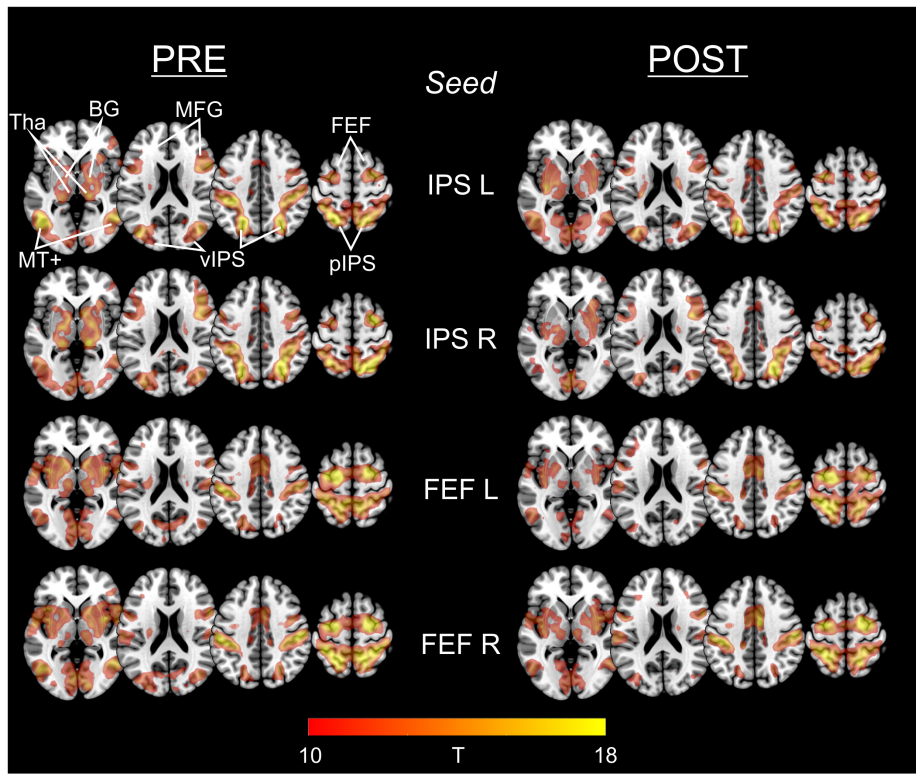 PRE
POST
Seed
Tha
BG
MFG
FEF
MT+
vIPS
pIPS
IPS L
IPS R
FEF L
FEF R
10
T
18